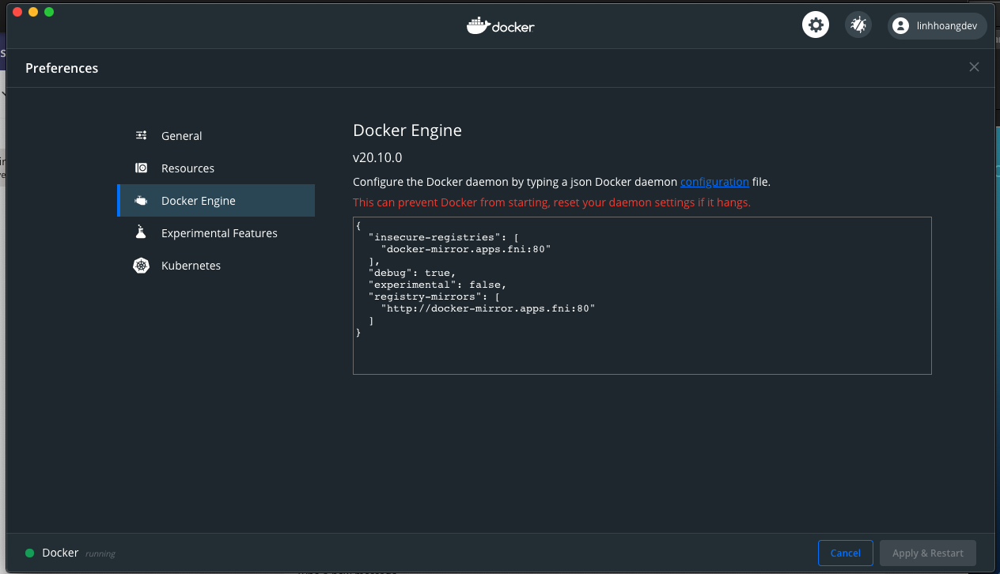 docker
linhhoangdev
Preferences
General
Resources
Docker Engine
Experimental Features
Kubernetes
Docker Engine
v20.10.0
Configure the Docker daemon by typing a json Docker daemon configuration file.
This can prevent Docker from starting, reset your daemon settings if it hangs.
{
  "insecure-registries": [
    "docker-mirror.apps.fni:80"
  ],
  "debug": true,
  "experimental": false,
  "registry-mirrors": [
    "http://docker-mirror.apps.fni:80"
  ]
}
Docker running
Cancel
Apply & Restart